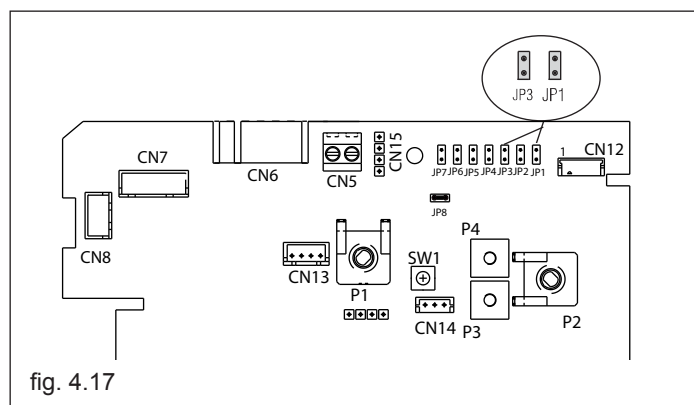 JP3 JP1
CN7
CN6
CN5
CN15
JP7 JP6 JP5 JP4 JP3 JP2 JP1
1 CN12
JP8
CN8
P4
CN13
SW1
P1
CN14
P3
P2
fig. 4.17